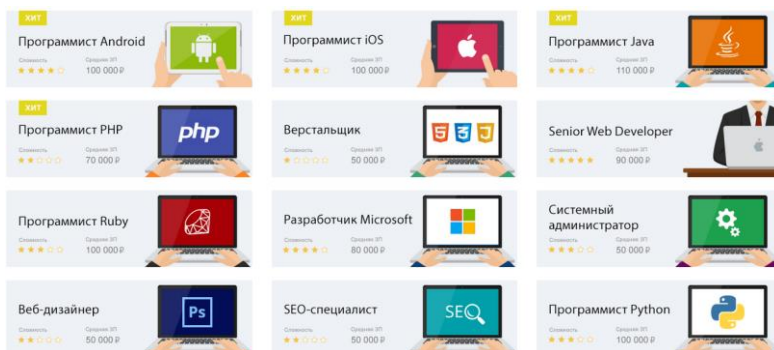 ХИТ
Программист Android
Сложность Средняя ЗП
100 000 ₽
ХИТ
Программист iOS
Сложность Средняя ЗП
100 000 ₽
ХИТ
Программист Java
Сложность Средняя ЗП
110 000 ₽
ХИТ
Программист PHP
Сложность Средняя ЗП
70 000 ₽
php
Верстальщик
Сложность Средняя ЗП
50 000 ₽
5 3 J
Senior Web Developer
Сложность Средняя ЗП
90 000 ₽
Программист Ruby
Сложность Средняя ЗП
100 000 ₽
Разработчик Microsoft
Сложность Средняя ЗП
80 000 ₽
Системный
администратор
Сложность Средняя ЗП
50 000 ₽
Веб-дизайнер
Сложность Средняя ЗП
50 000 ₽
Ps
SEO-специалист
Сложность Средняя ЗП
50 000 ₽
SEO
Программист Python
Сложность Средняя ЗП
100 000 ₽